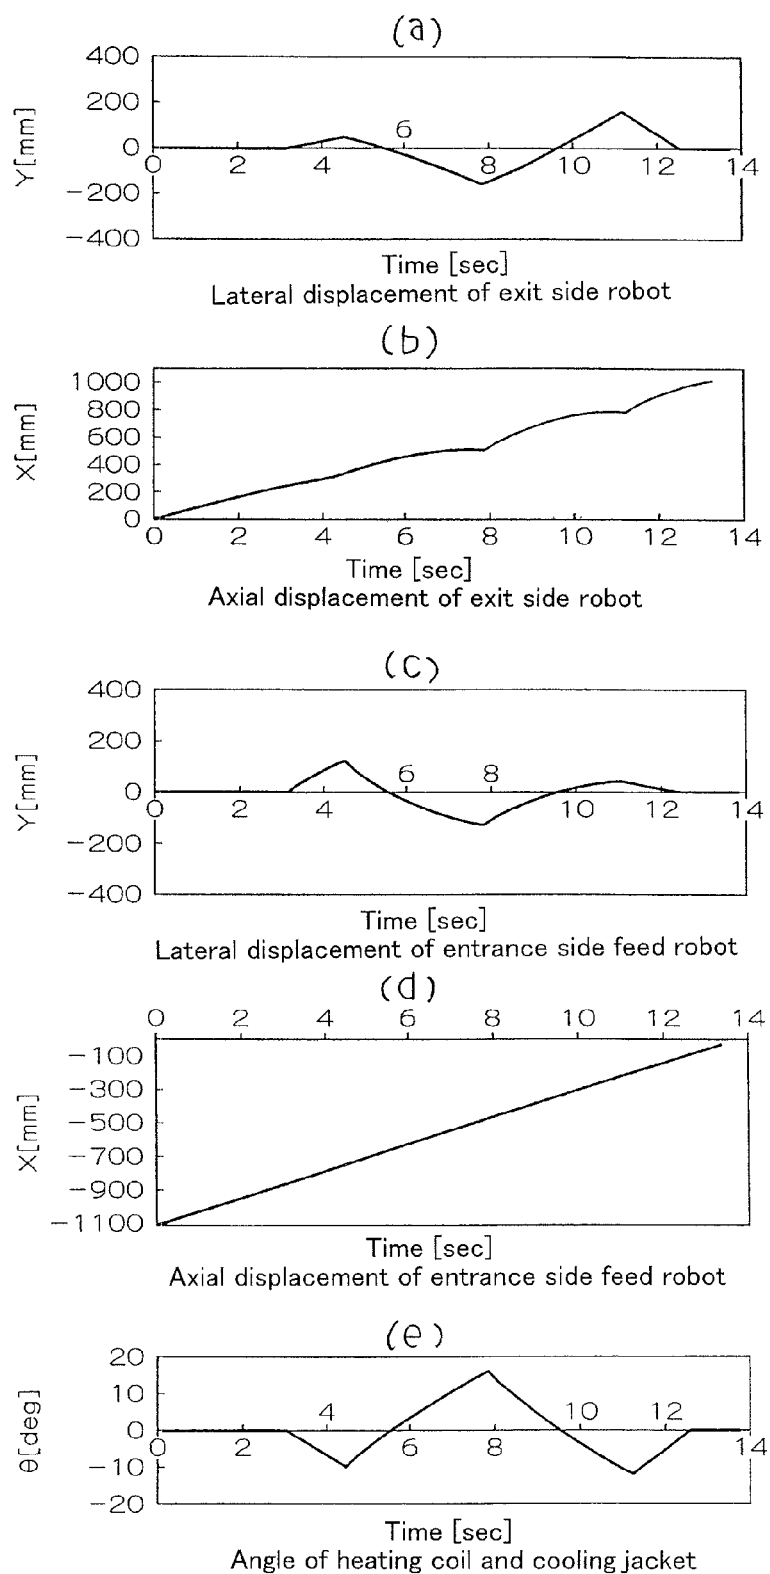 (a)
400
200
0
-200
-400
Y[mm]
0 2 4 6 8 10 12 14
Time [sec]
Lateral displacement of exit side robot
(b)
1000
800
600
400
200
0
X[mm]
0 2 4 6 8 10 12 14
Time [sec]
Axial displacement of exit side robot
(c)
400
200
0
-200
-400
Y[mm]
0 2 4 6 8 10 12 14
Time [sec]
Lateral displacement of entrance side feed robot
(d)
0 2 4 6 8 10 12 14
-100
-300
-500
-700
-900
-1100
X[mm]
Time [sec]
Axial displacement of entrance side feed robot
(e)
20
10
0
-10
-20
θ[deg]
0 2 4 6 8 10 12 14
Time [sec]
Angle of heating coil and cooling jacket